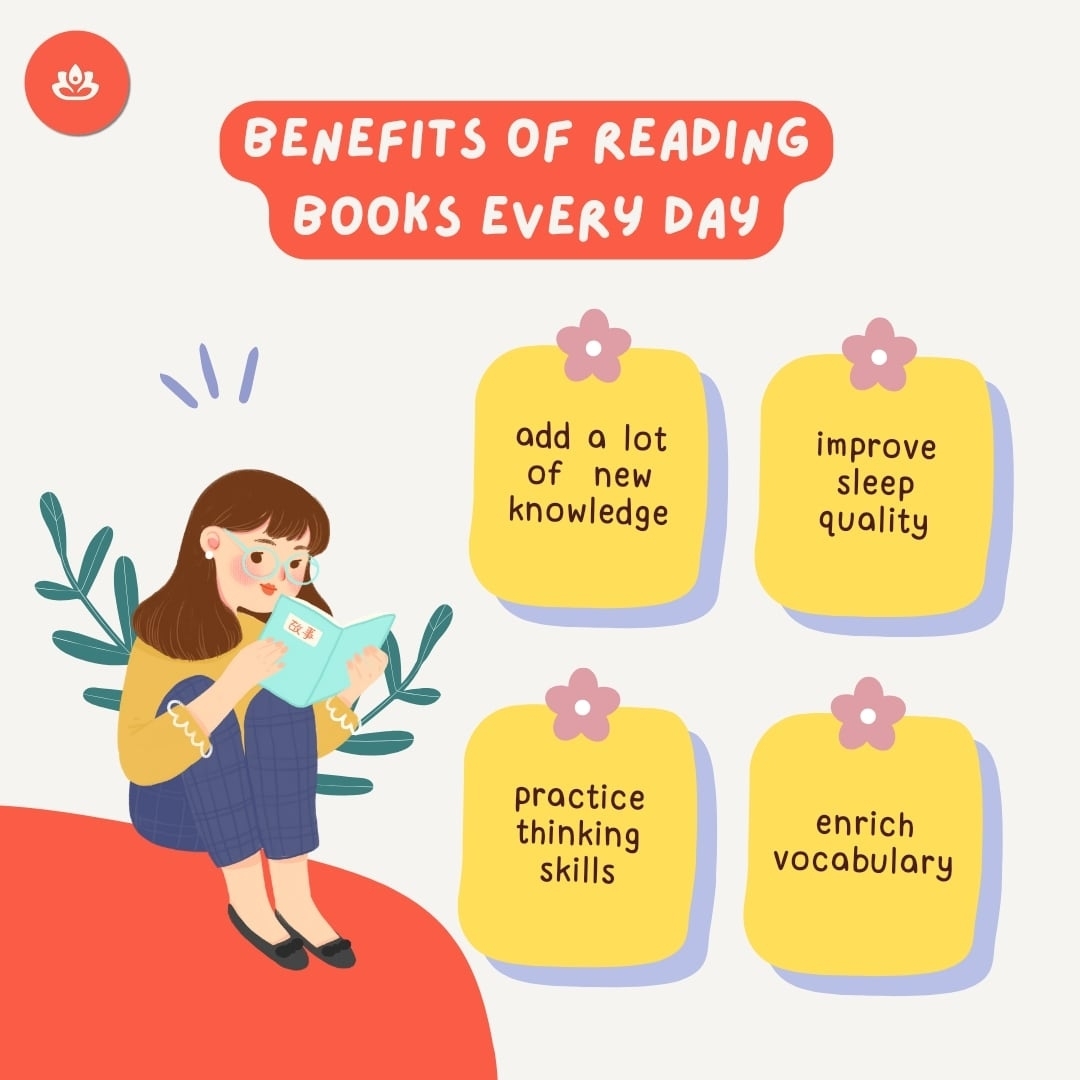 BENEFITS OF READING
BOOKS EVERY DAY
add a lot
of new
knowledge
improve
sleep
quality
故事
practice
thinking
skills
enrich
vocabulary